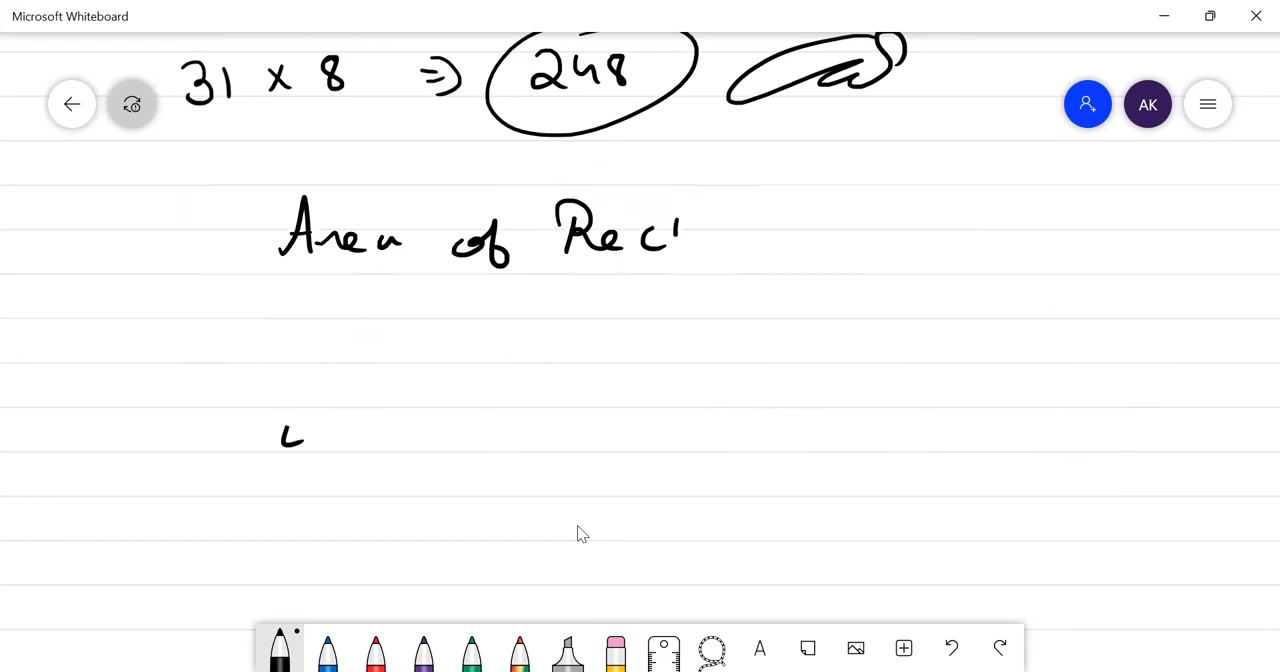 Microsoft Whiteboard
31 x 8 => 248
AK
Area of Rec
L
A